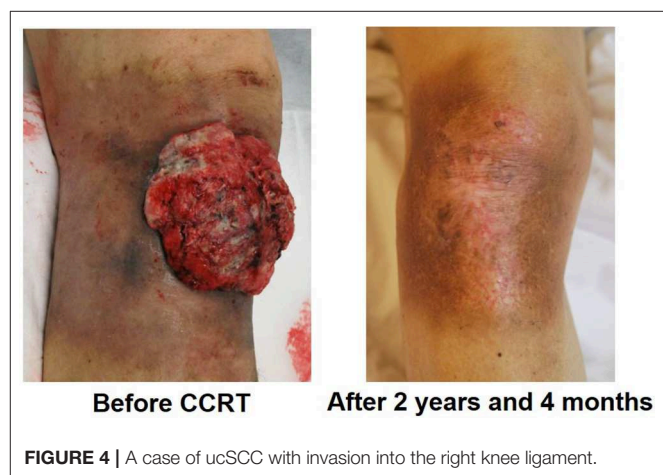 Before CCRT
After 2 years and 4 months
FIGURE 4 | A case of ucSCC with invasion into the right knee ligament.